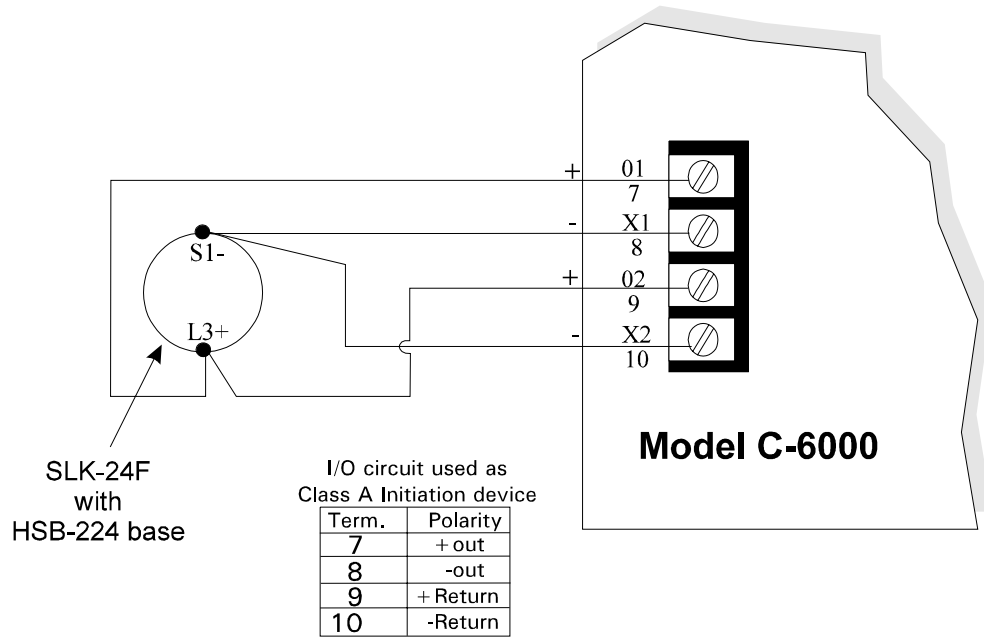 + 01
7
- X1
8
+ 02
9
- X2
10
S1-
L3+
Model C-6000
SLK-24F
with
HSB-224 base
I/O circuit used as
Class A Initiation device
Term. Polarity
7 +out
8 -out
9 +Return
10 -Return